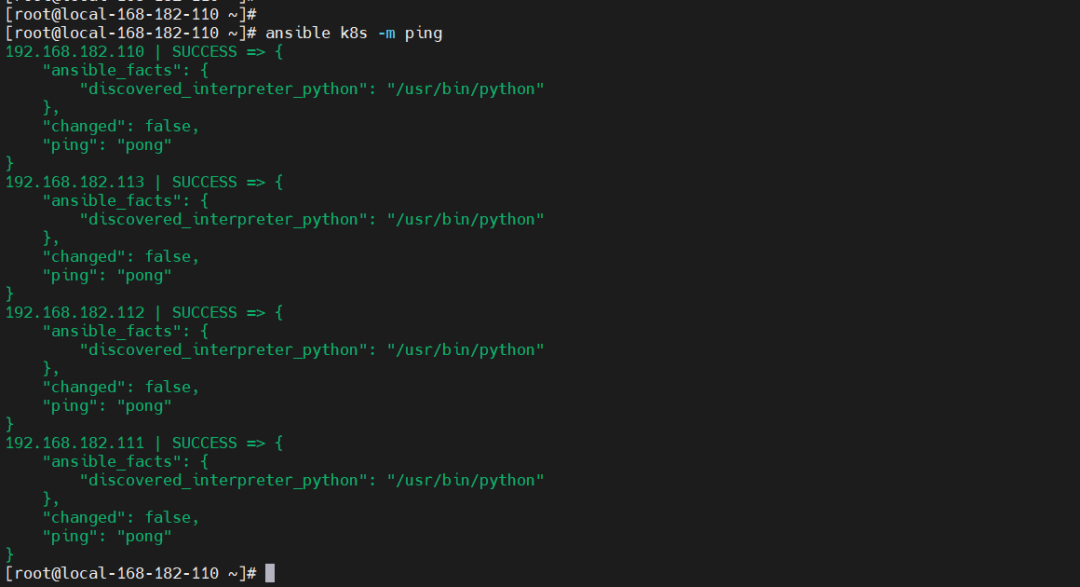 [root@local-168-182-110 ~]#
[root@local-168-182-110 ~]# ansible k8s -m ping
192.168.182.110 | SUCCESS => {
    "ansible_facts": {
        "discovered_interpreter_python": "/usr/bin/python"
    },
    "changed": false,
    "ping": "pong"
}
192.168.182.113 | SUCCESS => {
    "ansible_facts": {
        "discovered_interpreter_python": "/usr/bin/python"
    },
    "changed": false,
    "ping": "pong"
}
192.168.182.112 | SUCCESS => {
    "ansible_facts": {
        "discovered_interpreter_python": "/usr/bin/python"
    },
    "changed": false,
    "ping": "pong"
}
192.168.182.111 | SUCCESS => {
    "ansible_facts": {
        "discovered_interpreter_python": "/usr/bin/python"
    },
    "changed": false,
    "ping": "pong"
}
[root@local-168-182-110 ~]#